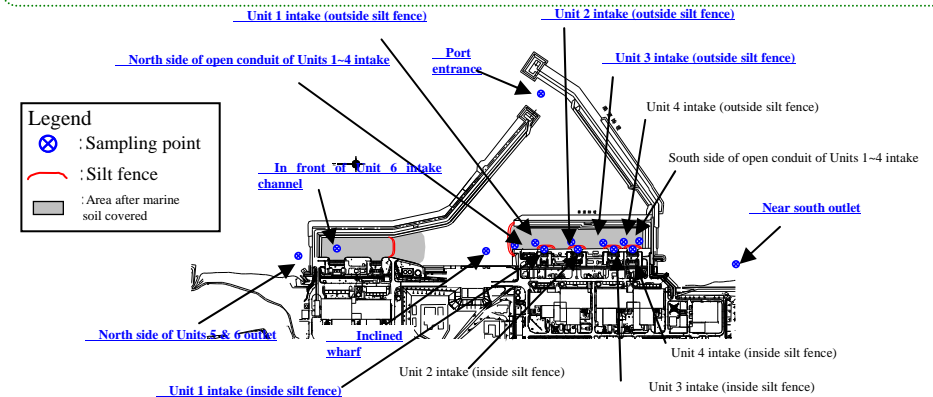 Unit 1 intake (outside silt fence)
Unit 2 intake (outside silt fence)
North side of open conduit of Units 1~4 intake
Port
entrance
Unit 3 intake (outside silt fence)
Unit 4 intake (outside silt fence)
Legend
: Sampling point
: Silt fence
: Area after marine
soil covered
In front of Unit 6 intake
channel
South side of open conduit of Units 1~4 intake
Near south outlet
North side of Units 5 & 6 outlet
Inclined
wharf
Unit 1 intake (inside silt fence)
Unit 2 intake (inside silt fence)
Unit 4 intake (inside silt fence)
Unit 3 intake (inside silt fence)